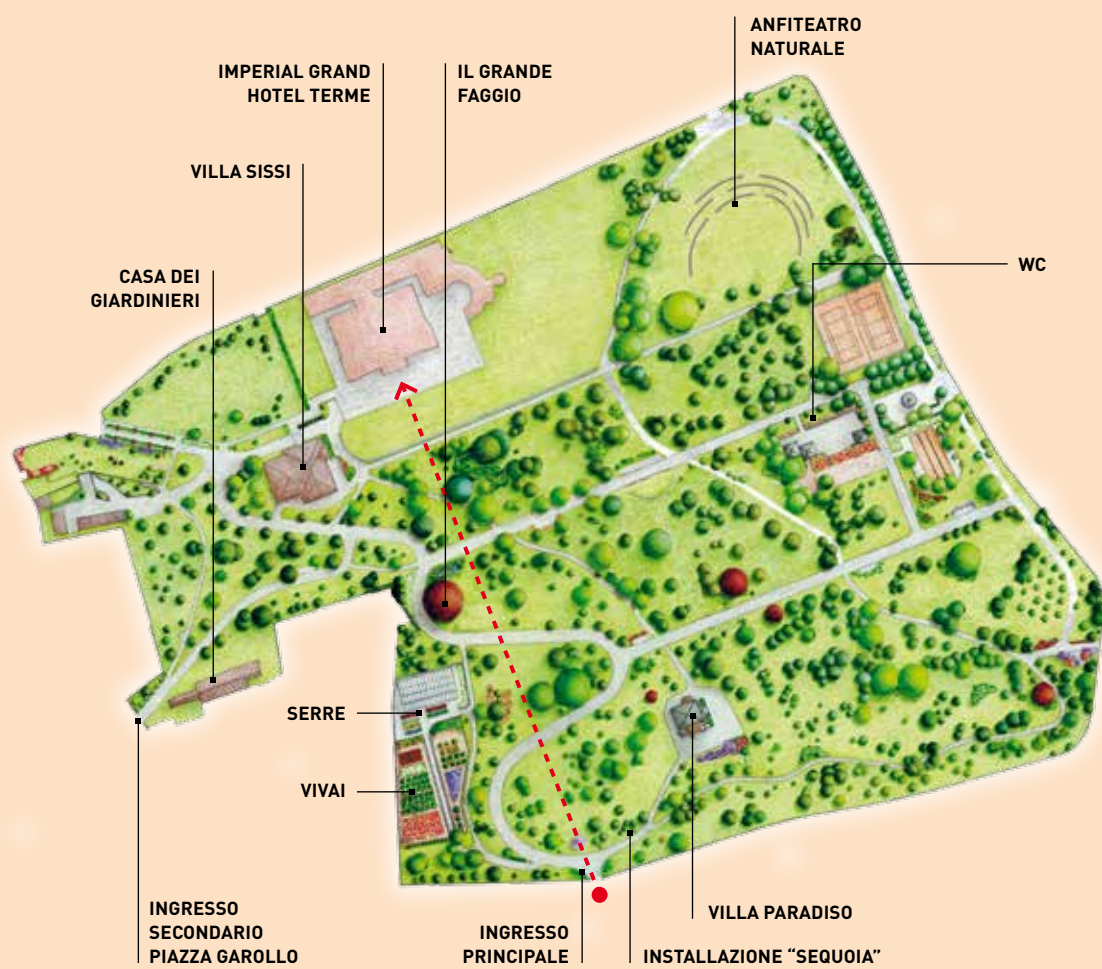 ANFITEATRO
NATURALE
IMPERIAL GRAND
HOTEL TERME
IL GRANDE
FAGGIO
VILLA SISSI
WC
CASA DEI
GIARDINIERI
SERRE
VIVAI
VILLA PARADISO
INGRESSO
SECONDARIO
PIAZZA GAROLLO
INGRESSO
PRINCIPALE
INSTALLAZIONE “SEQUOIA”